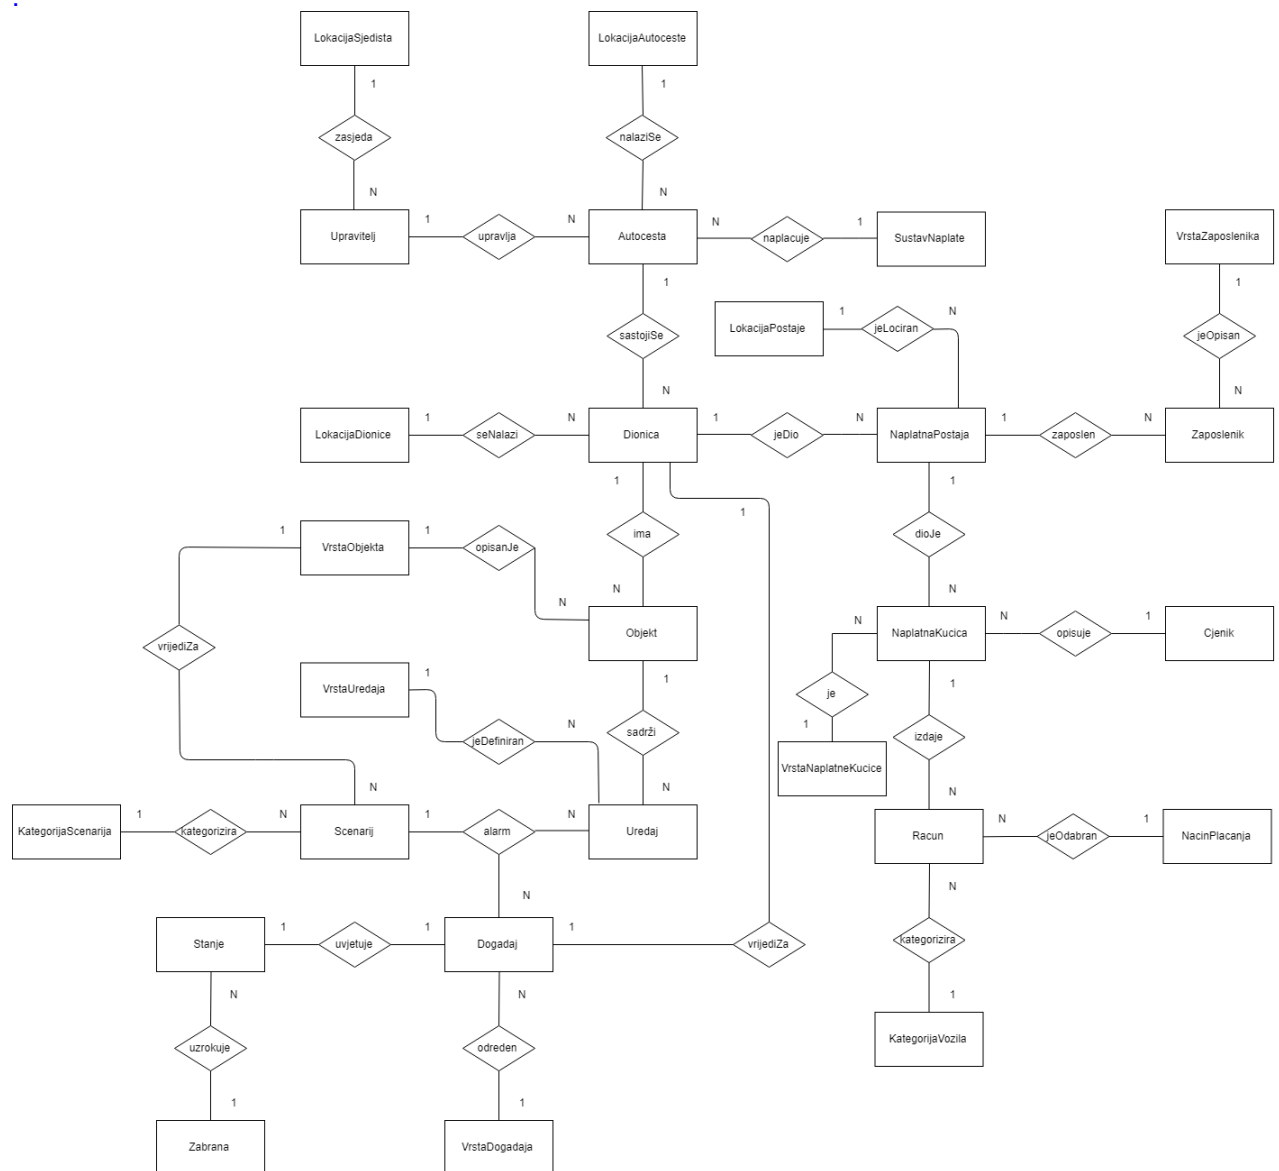 LokacijaSjedista
LokacijaAutoceste
1
1
zasjeda
nalaziSe
N
N
Upravitelj
1
upravlja
N
Autocesta
N
naplacuje
1
SustavNaplate
VrstaZaposlenika
1
1
LokacijaPostaje
1
jeLociran
N
sastojiSe
jeOpisan
N
N
LokacijaDionice
1
seNalazi
N
Dionica
1
jeDio
N
NaplatnaPostaja
1
zaposlen
N
Zaposlenik
1
1
1
1
VrstaObjekta
1
opisanJe
ima
dioJe
N
N
N
vrijediZa
Objekt
N
NaplatnaKucica
N
opisuje
1
Cjenik
VrstaUredaja
1
1
1
je
N
1
jeDefiniran
sadrži
izdaje
VrstaNaplatneKucice
N
N
N
KategorijaScenarija
1
kategorizira
N
Scenarij
1
alarm
N
Uredaj
Racun
N
jeOdabran
1
NacinPlacanja
N
N
Stanje
1
uvjetuje
1
Dogadaj
1
vrijediZa
kategorizira
N
N
1
uzrokuje
odreden
KategorijaVozila
1
1
Zabrana
VrstaDogadaja